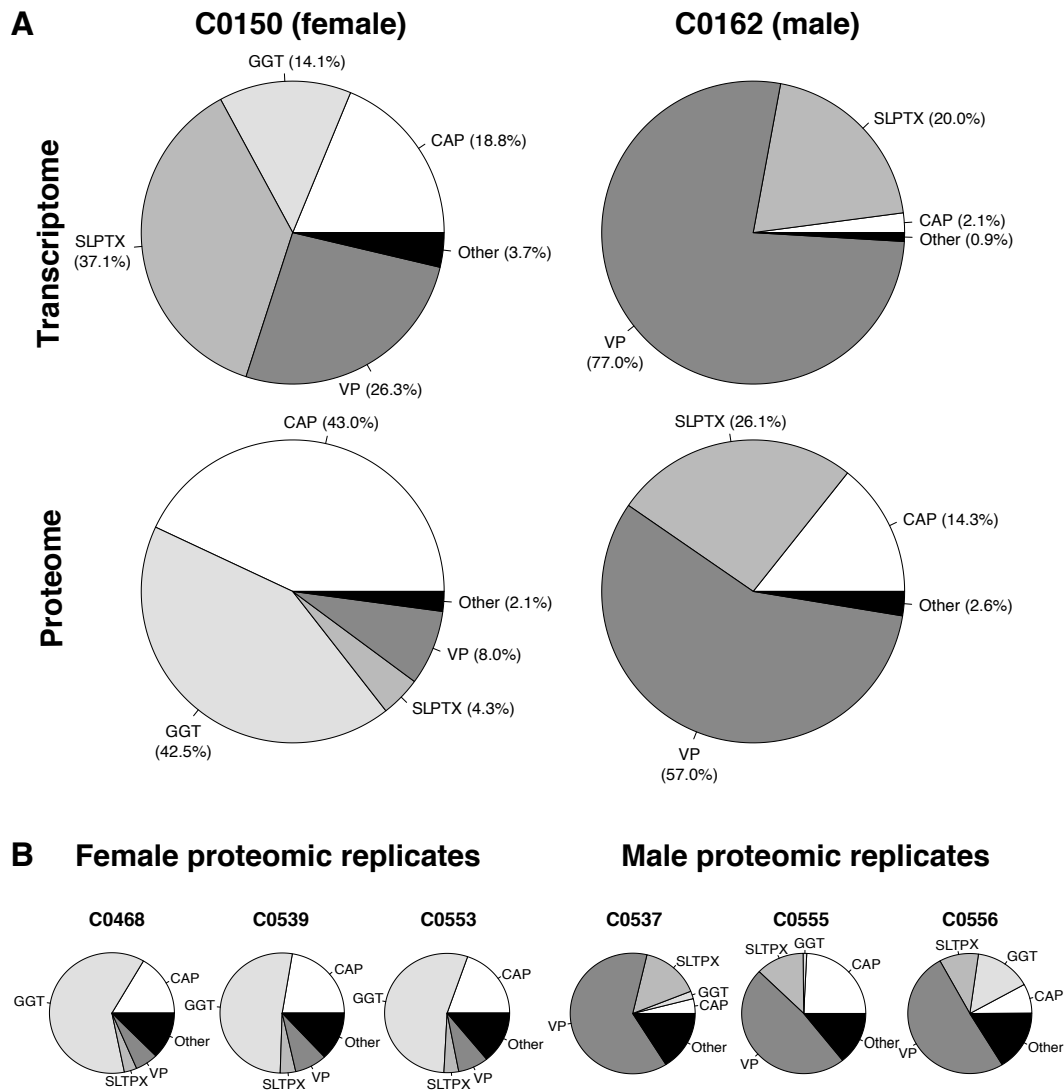 A
C0150 (female)
C0162 (male)
Transcriptome
GGT (14.1%)
CAP (18.8%)
SLPTX
(37.1%)
Other (3.7%)
VP (26.3%)
SLPTX (20.0%)
CAP (2.1%)
Other (0.9%)
VP
(77.0%)
Proteome
CAP (43.0%)
Other (2.1%)
VP (8.0%)
SLPTX (4.3%)
GGT
(42.5%)
SLPTX (26.1%)
CAP (14.3%)
Other (2.6%)
VP
(57.0%)
B
Female proteomic replicates
Male proteomic replicates
C0468
GGT
CAP
Other
VP
SLTPX
C0539
GGT
CAP
Other
VP
SLTPX
C0553
GGT
CAP
Other
VP
SLTPX
C0537
SLTPX
GGT
CAP
VP
Other
C0555
SLTPX
GGT
CAP
VP
Other
C0556
SLTPX
GGT
CAP
VP
Other